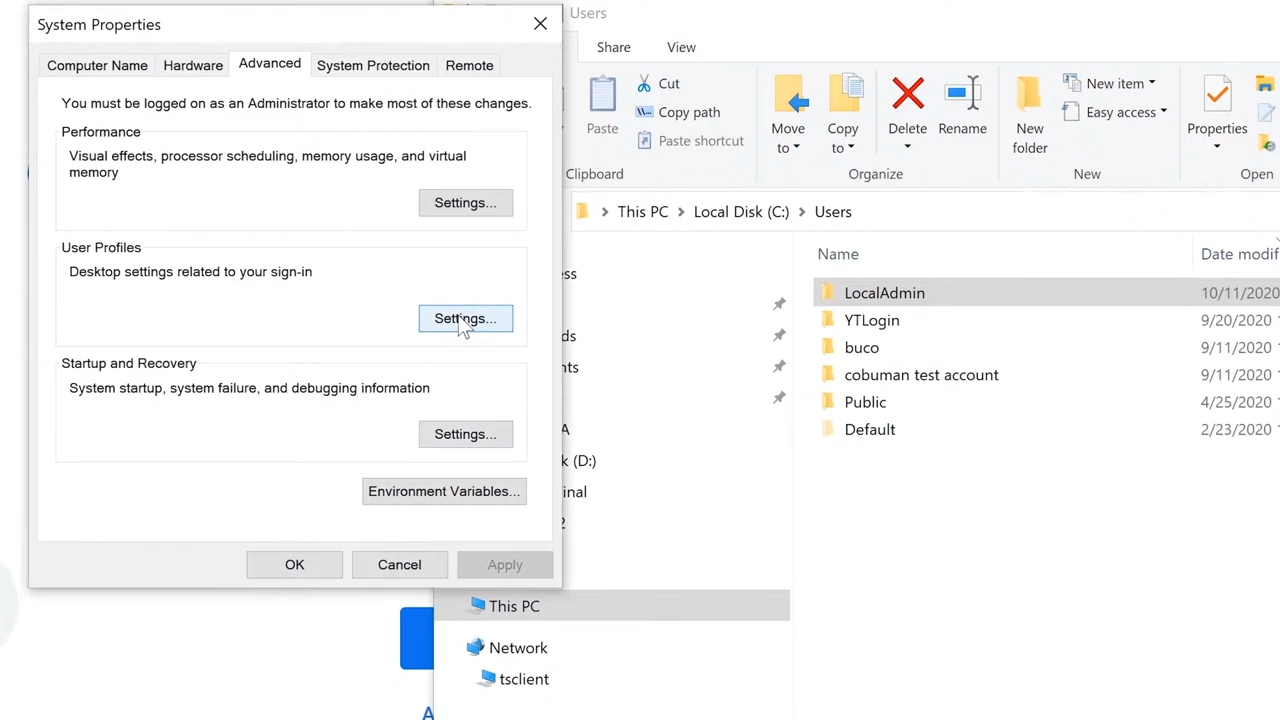 System Properties
Computer Name
Hardware
Advanced
System Protection
Remote
You must be logged on as an Administrator to make most of these changes.
Performance
Visual effects, processor scheduling, memory usage, and virtual
memory
Settings...
User Profiles
Desktop settings related to your sign-in
Settings...
Startup and Recovery
System startup, system failure, and debugging information
Settings...
Environment Variables...
OK
Cancel
Apply
Users
Share
View
Paste
Cut
Copy path
Paste shortcut
Clipboard
Move
to
Copy
to
Delete
Rename
Organize
New
folder
New item
Easy access
New
Properties
Open
This PC
Local Disk (C:)
Users
ess
ds
nts
A
k (D:)
inal
2
This PC
Network
tsclient
Name
Date modif
LocalAdmin
10/11/2020
YTLogin
9/20/2020
buco
9/11/2020
cobuman test account
9/11/2020
Public
4/25/2020
Default
2/23/2020
A